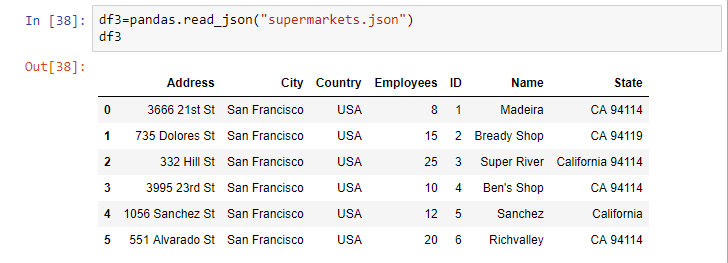 In [38]: df3=pandas.read_json("supermarkets.json")
df3
Out[38]:
Address City Country Employees ID Name State
0 3666 21st St San Francisco USA 8 1 Madeira CA 94114
1 735 Dolores St San Francisco USA 15 2 Bready Shop CA 94119
2 332 Hill St San Francisco USA 25 3 Super River California 94114
3 3995 23rd St San Francisco USA 10 4 Ben's Shop CA 94114
4 1056 Sanchez St San Francisco USA 12 5 Sanchez California
5 551 Alvarado St San Francisco USA 20 6 Richvalley CA 94114